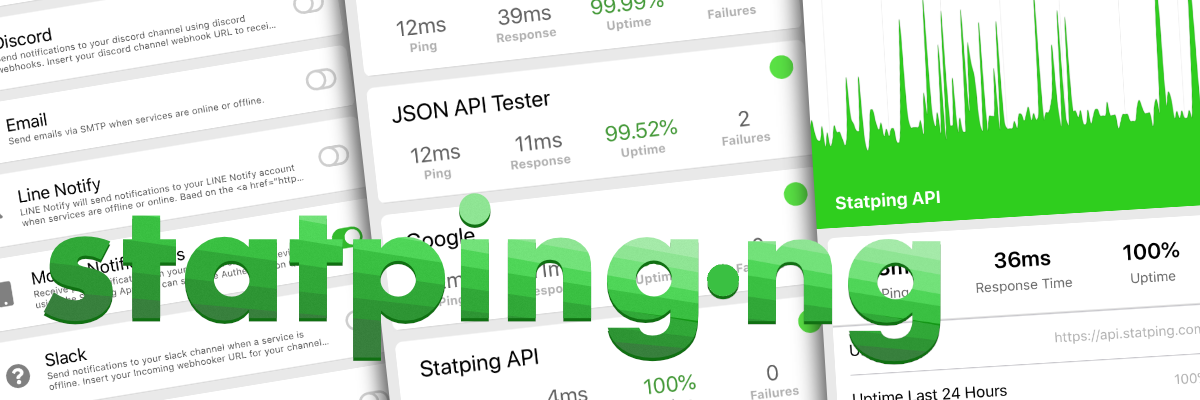 Discord
Send notifications to your discord channel using discord
webhooks. Insert your discord channel webhook URL to recei...
Email
Send emails via SMTP when services are online or offline.
Line Notify
LINE Notify will send notifications to your LINE Notify account
when services are offline or online. Baed on the <a href="http...
Slack
Send notifications to your slack channel when a service is
offline. Insert your Incoming webhooker URL for your channel...
12ms 39ms 99.99%
Ping Response Uptime Failures
JSON API Tester
12ms 11ms 99.52% 2
Ping Response Uptime Failures
Google
Statping API
4ms 100% 0
Failures
Statping API
36ms 100%
Ping Response Time Uptime
https://api.statping.com
Uptime Last 24 Hours 100%
statping.ng